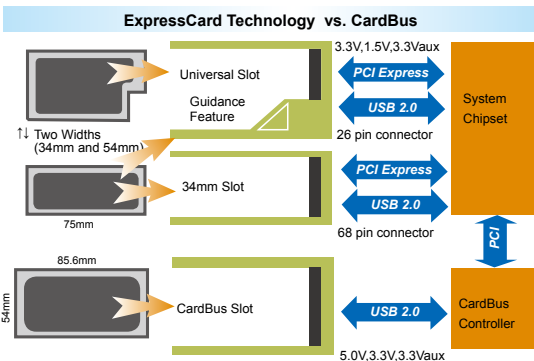 ExpressCard Technology vs. CardBus
3.3V,1.5V,3.3Vaux
Universal Slot
PCI Express
Guidance
Feature
USB 2.0
System
Chipset
↑↓ Two Widths
(34mm and 54mm)
26 pin connector
PCI Express
34mm Slot
USB 2.0
75mm
68 pin connector
PCI
85.6mm
54mm
CardBus Slot
USB 2.0
CardBus
Controller
5.0V,3.3V,3.3Vaux